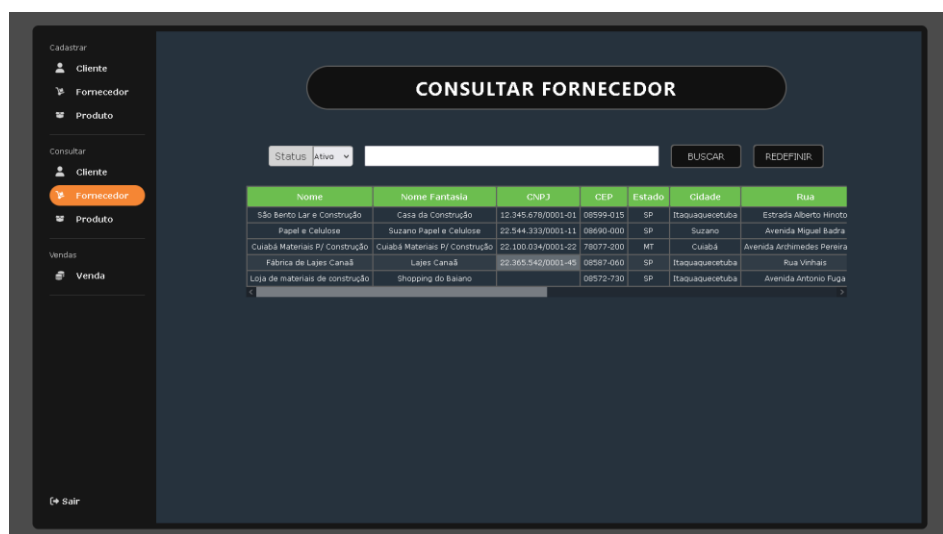 Cadastrar
Cliente
Fornecedor
Produto
Consultar
Cliente
Fornecedor
Produto
Vendas
Venda
Sair
CONSULTAR FORNECEDOR
Status Ativo BUSCAR REDEFINIR
Nome Nome Fantasia CNPJ CEP Estado Cidade Rua
São Bento Lar e Construção Casa da Construção 12.345.678/0001-01 08599-015 SP Itaquaquecetuba Estrada Alberto Hinoto
Papel e Celulose Suzano Papel e Celulose 22.544.333/0001-11 08690-000 SP Suzano Avenida Miguel Badra
Cuiabá Materiais P/ Construção Cuiabá Materiais P/ Construção 22.100.034/0001-22 78077-200 MT Cuiabá Avenida Archimedes Pereira
Fábrica de Lajes Canaã Lajes Canaã 22.365.542/0001-45 08587-060 SP Itaquaquecetuba Rua Vinhais
Loja de materiais de construção Shopping do Baiano 08572-730 SP Itaquaquecetuba Avenida Antonio Fuga